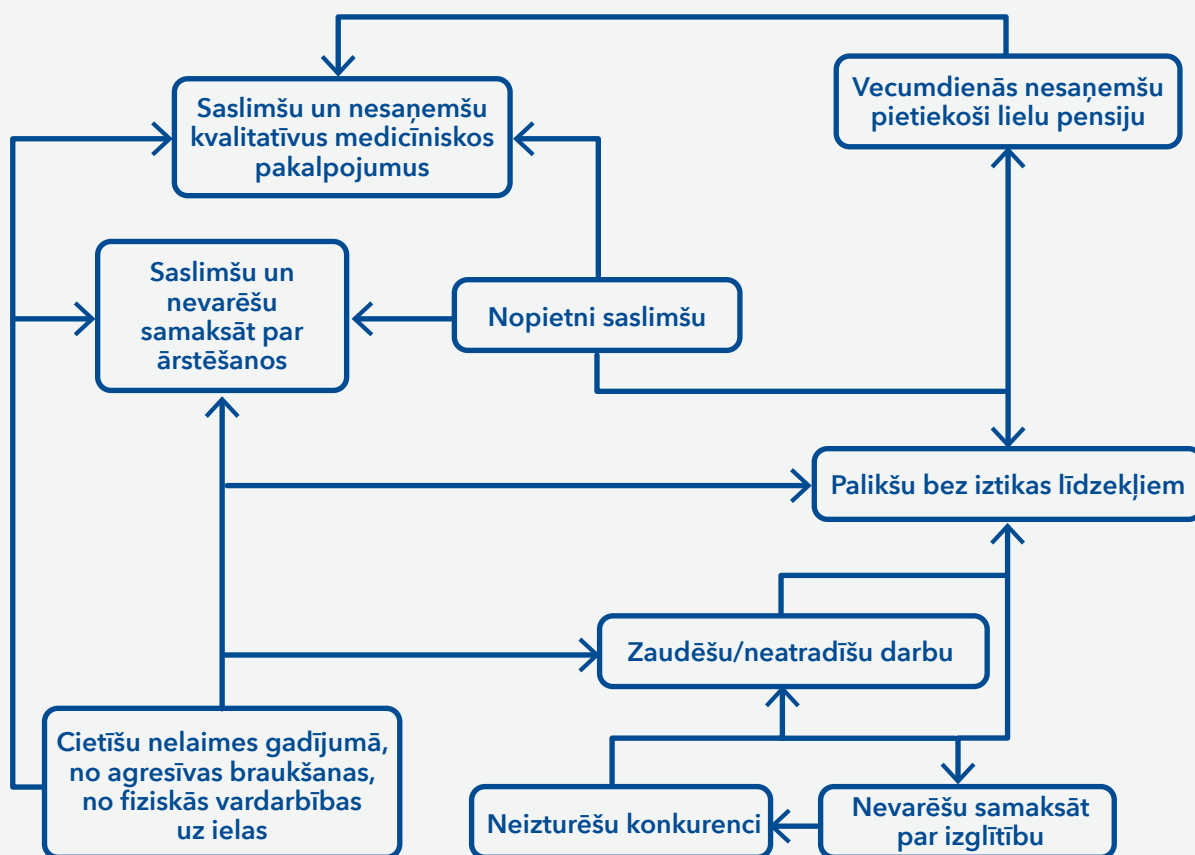 Saslimšu un nesaņemšu
kvalitatīvus medicīniskos
pakalpojumus
Vecumdienās nesaņemšu
pietiekoši lielu pensiju
Saslimšu un
nevarēšu
samaksāt par
ārstēšanos
Nopietni saslimšu
Palikšu bez iztikas līdzekļiem
Zaudēšu/neatradīšu darbu
Cietīšu nelaimes gadījumā,
no agresīvas braukšanas,
no fiziskās vardarbības
uz ielas
Neizturēšu konkurenci
Nevarēšu samaksāt
par izglītību